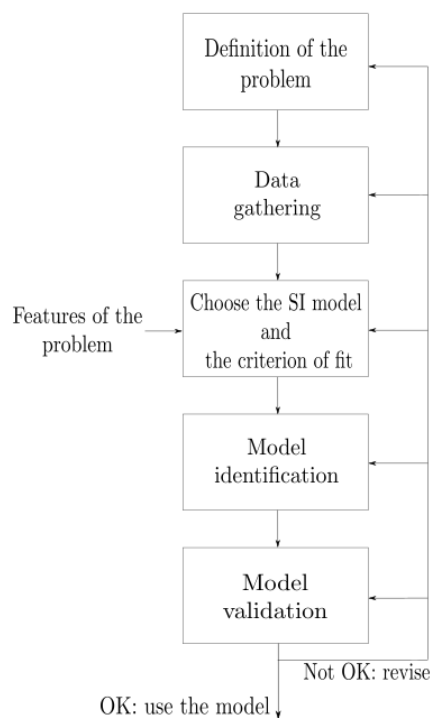 Definition of the
problem
Data
gathering
Features of the
problem
Choose the SI model
and
the criterion of fit
Model
identification
Model
validation
Not OK: revise
OK: use the model